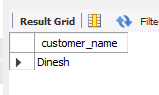 Result Grid Filte
customer_name
Dinesh